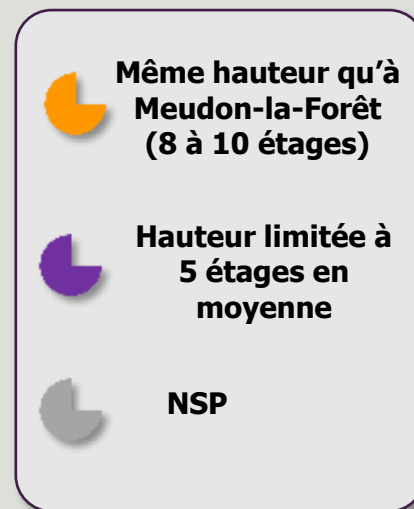 Même hauteur qu'à
Meudon-la-Forêt
(8 à 10 étages)
Hauteur limitée à
5 étages en
moyenne
NSP